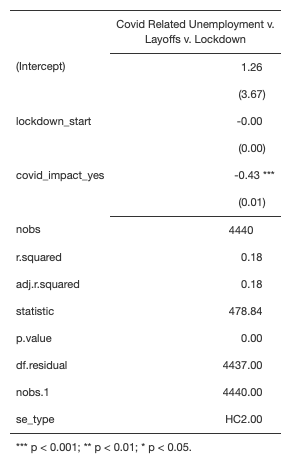 Covid Related Unemployment v.
Layoffs v. Lockdown
(Intercept) 1.26
(3.67)
lockdown_start -0.00
(0.00)
covid_impact_yes -0.43 ***
(0.01)
nobs 4440
r.squared 0.18
adj.r.squared 0.18
statistic 478.84
p.value 0.00
df.residual 4437.00
nobs.1 4440.00
se_type HC2.00
*** p < 0.001; ** p < 0.01; * p < 0.05.